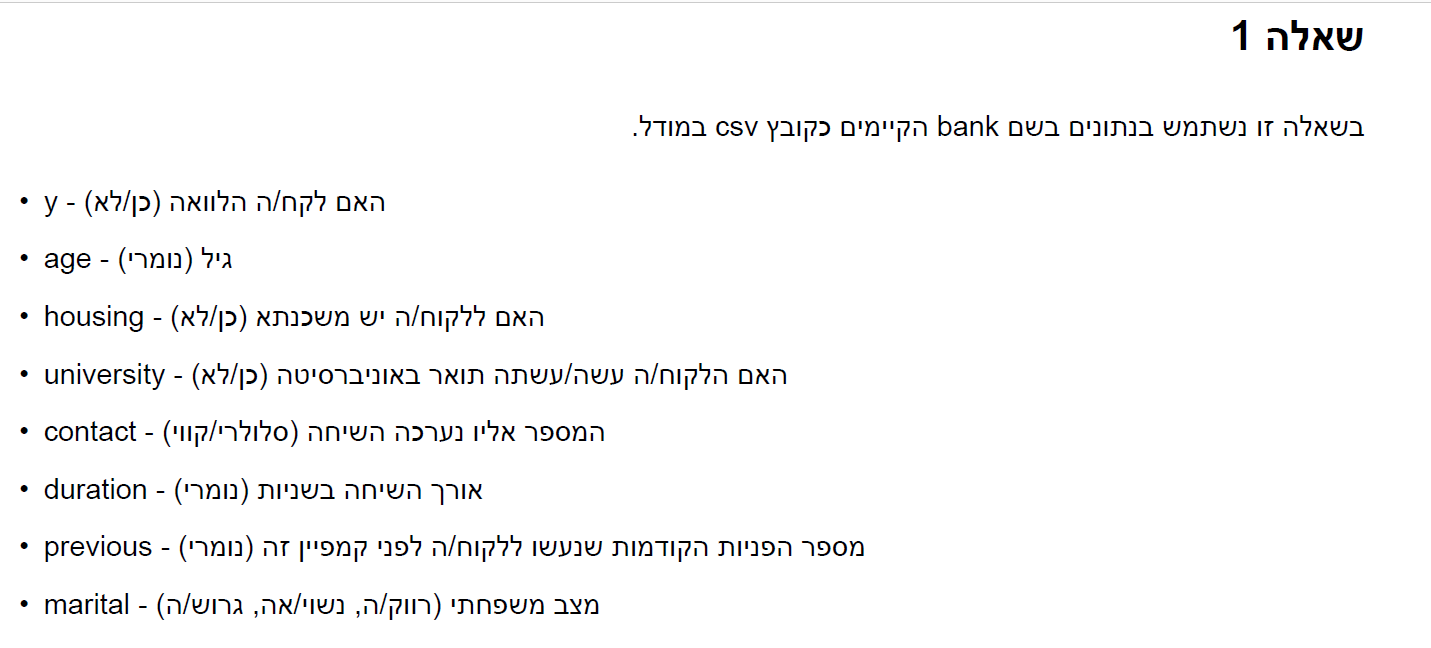 שאלה 1
בשאלה זו נשתמש בנתונים בשם bank הקיימים כקובץ csv במודל.
• y - האם לקח/ה הלוואה (כן/לא)
• age - גיל (נומרי)
• housing - האם ללקוח/ה יש משכנתא (כן/לא)
• university - האם הלקוח/ה עשה/עשתה תואר באוניברסיטה (כן/לא)
• contact - המספר אליו נערכה השיחה (סלולרי/קווי)
• duration - אורך השיחה בשניות (נומרי)
• previous - מספר הפניות הקודמות שנעשו ללקוח/ה לפני קמפיין זה (נומרי)
• marital - מצב משפחתי (רווק/ה, נשוי/אה, גרוש/ה)